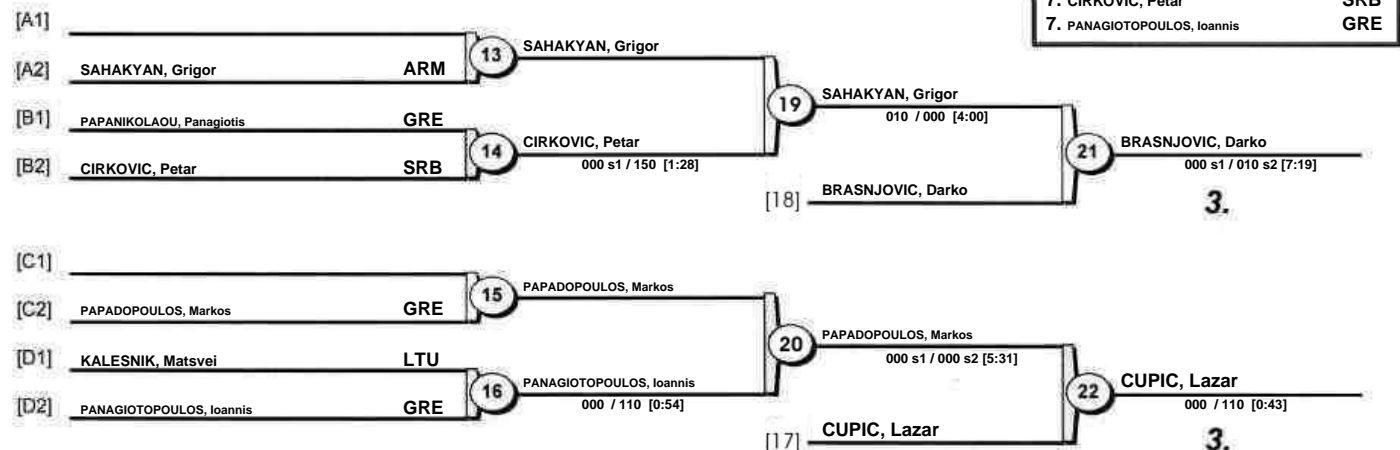 7. CIRKOVIC, Petar SRB
7. PANAGIOTOPOULOS, Ioannis GRE
[A1]
13 SAHAKYAN, Grigor
[A2] SAHAKYAN, Grigor ARM
19 SAHAKYAN, Grigor
010 / 000 [4:00]
[B1] PAPANIKOLAOU, Panagiotis GRE
14 CIRKOVIC, Petar
000 s1 / 150 [1:28]
[B2] CIRKOVIC, Petar SRB
21 BRASNJOVIC, Darko
000 s1 / 010 s2 [7:19]
[18] BRASNJOVIC, Darko
3.
[C1]
15 PAPADOPOULOS, Markos
[C2] PAPADOPOULOS, Markos GRE
20 PAPADOPOULOS, Markos
000 s1 / 000 s2 [5:31]
[D1] KALESNIK, Matsvei LTU
16 PANAGIOTOPOULOS, Ioannis
000 / 110 [0:54]
[D2] PANAGIOTOPOULOS, Ioannis GRE
22 CUPIC, Lazar
000 / 110 [0:43]
[17] CUPIC, Lazar
3.